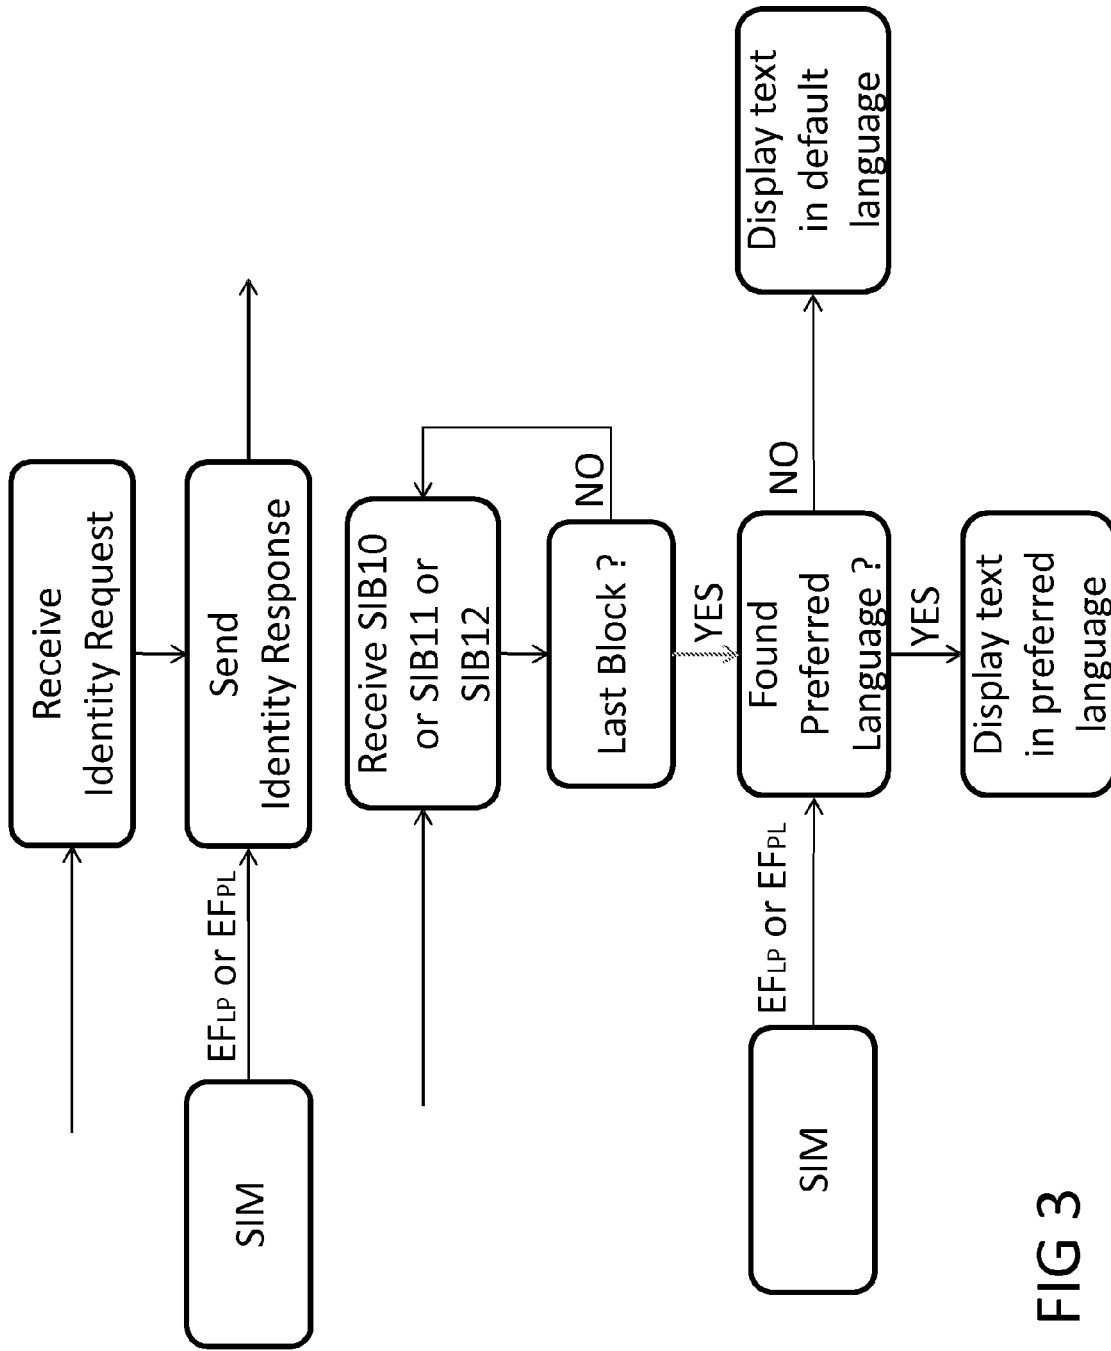 Receive
Identity Request
SIM
EFLP or EFPL
Send
Identity Response
Receive SIB10
or SIB11 or
SIB12
Last Block ?
NO
YES
SIM
EFLP or EFPL
Found
Preferred
Language ?
NO
Display text
in default
language
YES
Display text
in preferred
language
FIG 3